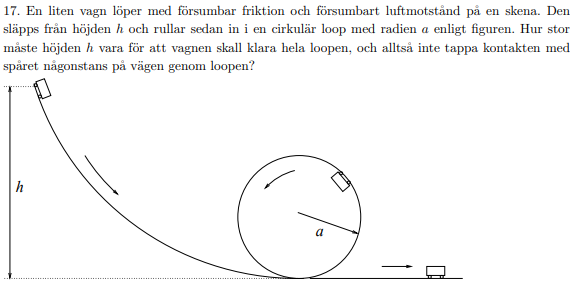 17. En liten vagn löper med försumbar friktion och försumbart luftmotstånd på en skena. Den
släpps från höjden h och rullar sedan in i en cirkulär loop med radien a enligt figuren. Hur stor
måste höjden h vara för att vagnen skall klara hela loopen, och alltså inte tappa kontakten med
spåret någonstans på vägen genom loopen?
h
a